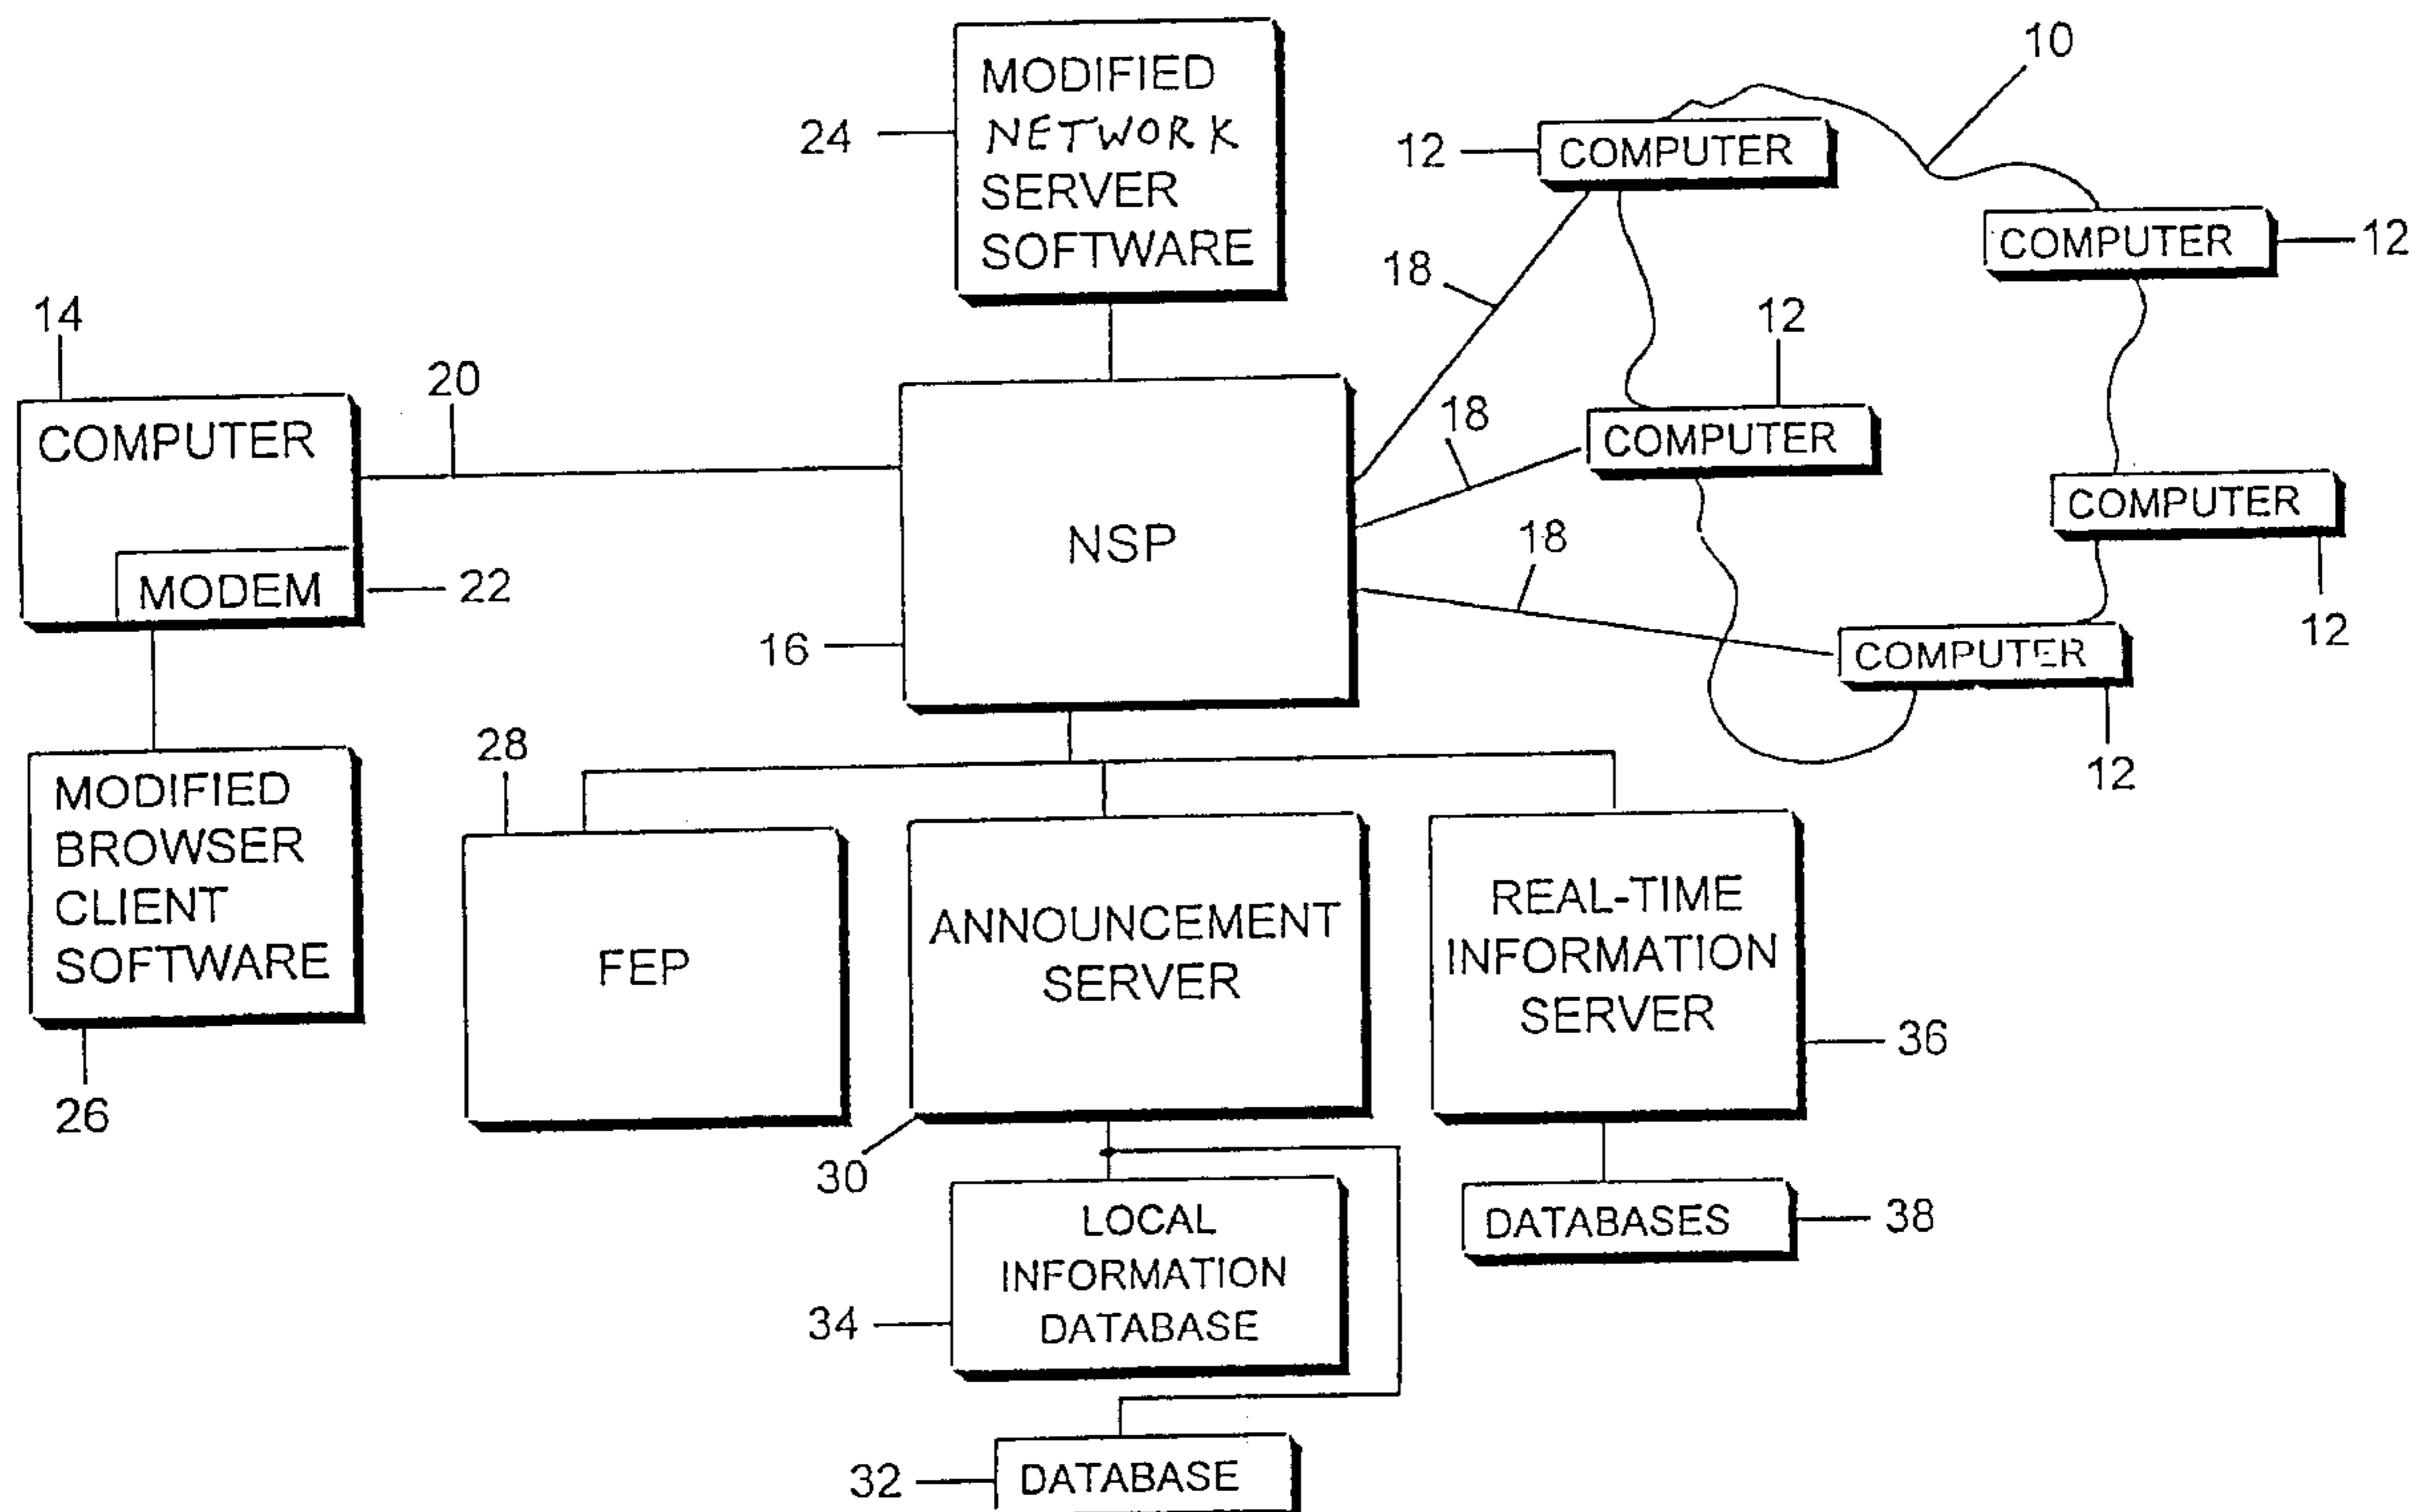 10
MODIFIED
NETWORK
SERVER
SOFTWARE
24
12
COMPUTER
COMPUTER
12
18
14
20
12
COMPUTER
18
COMPUTER
NSP
COMPUTER
18
MODEM
22
12
16
COMPUTER
12
28
MODIFIED
BROWSER
CLIENT
SOFTWARE
26
FEP
ANNOUNCEMENT
SERVER
30
REAL-TIME
INFORMATION
SERVER
36
LOCAL
INFORMATION
DATABASE
34
DATABASES
38
32
DATABASE